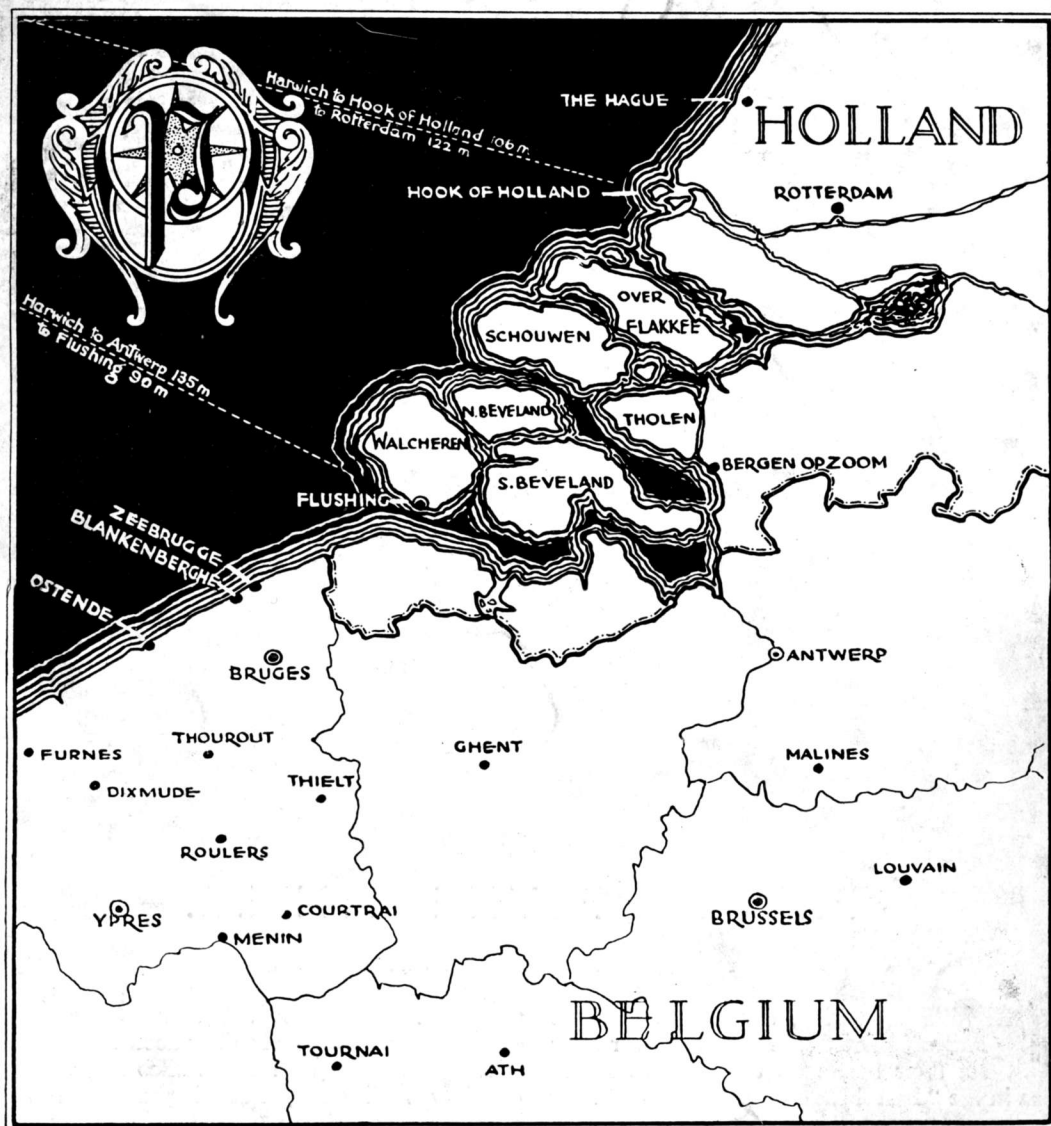 Harwich to Hook of Holland 106 m
to Rotterdam 122 m
THE HAGUE
HOLLAND
HOOK OF HOLLAND
ROTTERDAM
OVER
FLAKKEE
SCHOUWEN
Harwich to Antwerp 135 m
to Flushing 90 m
N. BEVELAND
THOLEN
WALCHEREN
BERGEN OP ZOOM
S. BEVELAND
FLUSHING
ZEEBRUGGE
BLANKENBERGHE
OSTENDE
BRUGES
ANTWERP
FURNES
THOUROUT
GHENT
MALINES
DIXMUDE
THIELT
ROULERS
LOUVAIN
YPRES
COURTRAI
BRUSSELS
MENIN
BELGIUM
TOURNAI
ATH